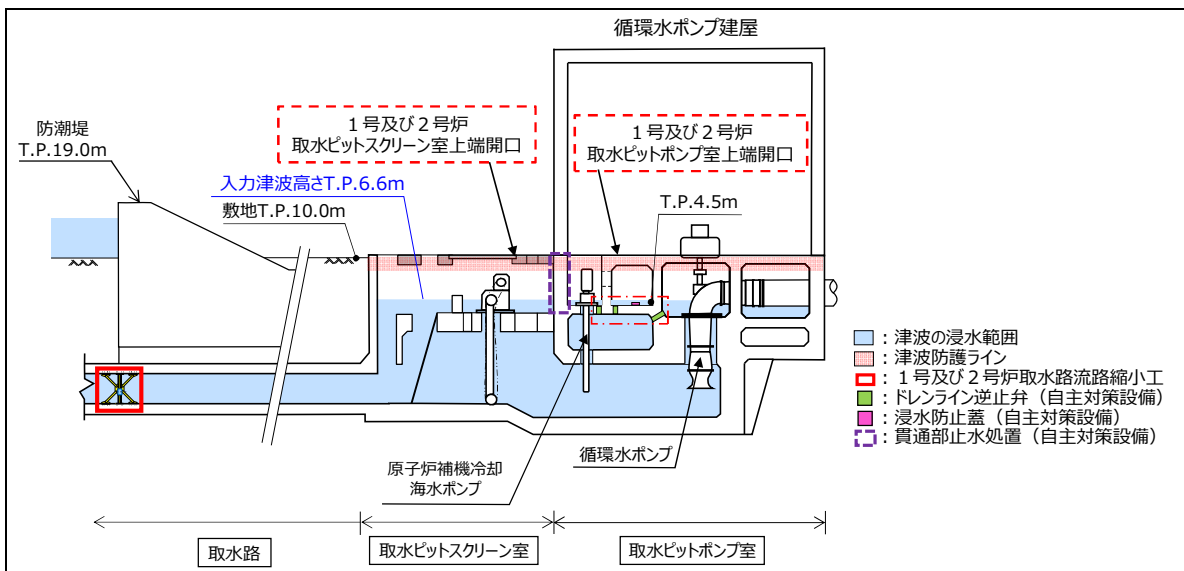 循環水ポンプ建屋
防潮堤
T.P.19.0m
1号及び2号炉
取水ピットスクリーン室上端開口
1号及び2号炉
取水ピットポンプ室上端開口
入力津波高さT.P.6.6m
敷地T.P.10.0m
T.P.4.5m
:津波の浸水範囲
:津波防護ライン
:1号及び2号炉取水路流路縮小工
:ドレンライン逆止弁(自主対策設備)
:浸水防止蓋(自主対策設備)
:貫通部止水処置(自主対策設備)
循環水ポンプ
原子炉補機冷却
海水ポンプ
取水路
取水ピットスクリーン室
取水ピットポンプ室